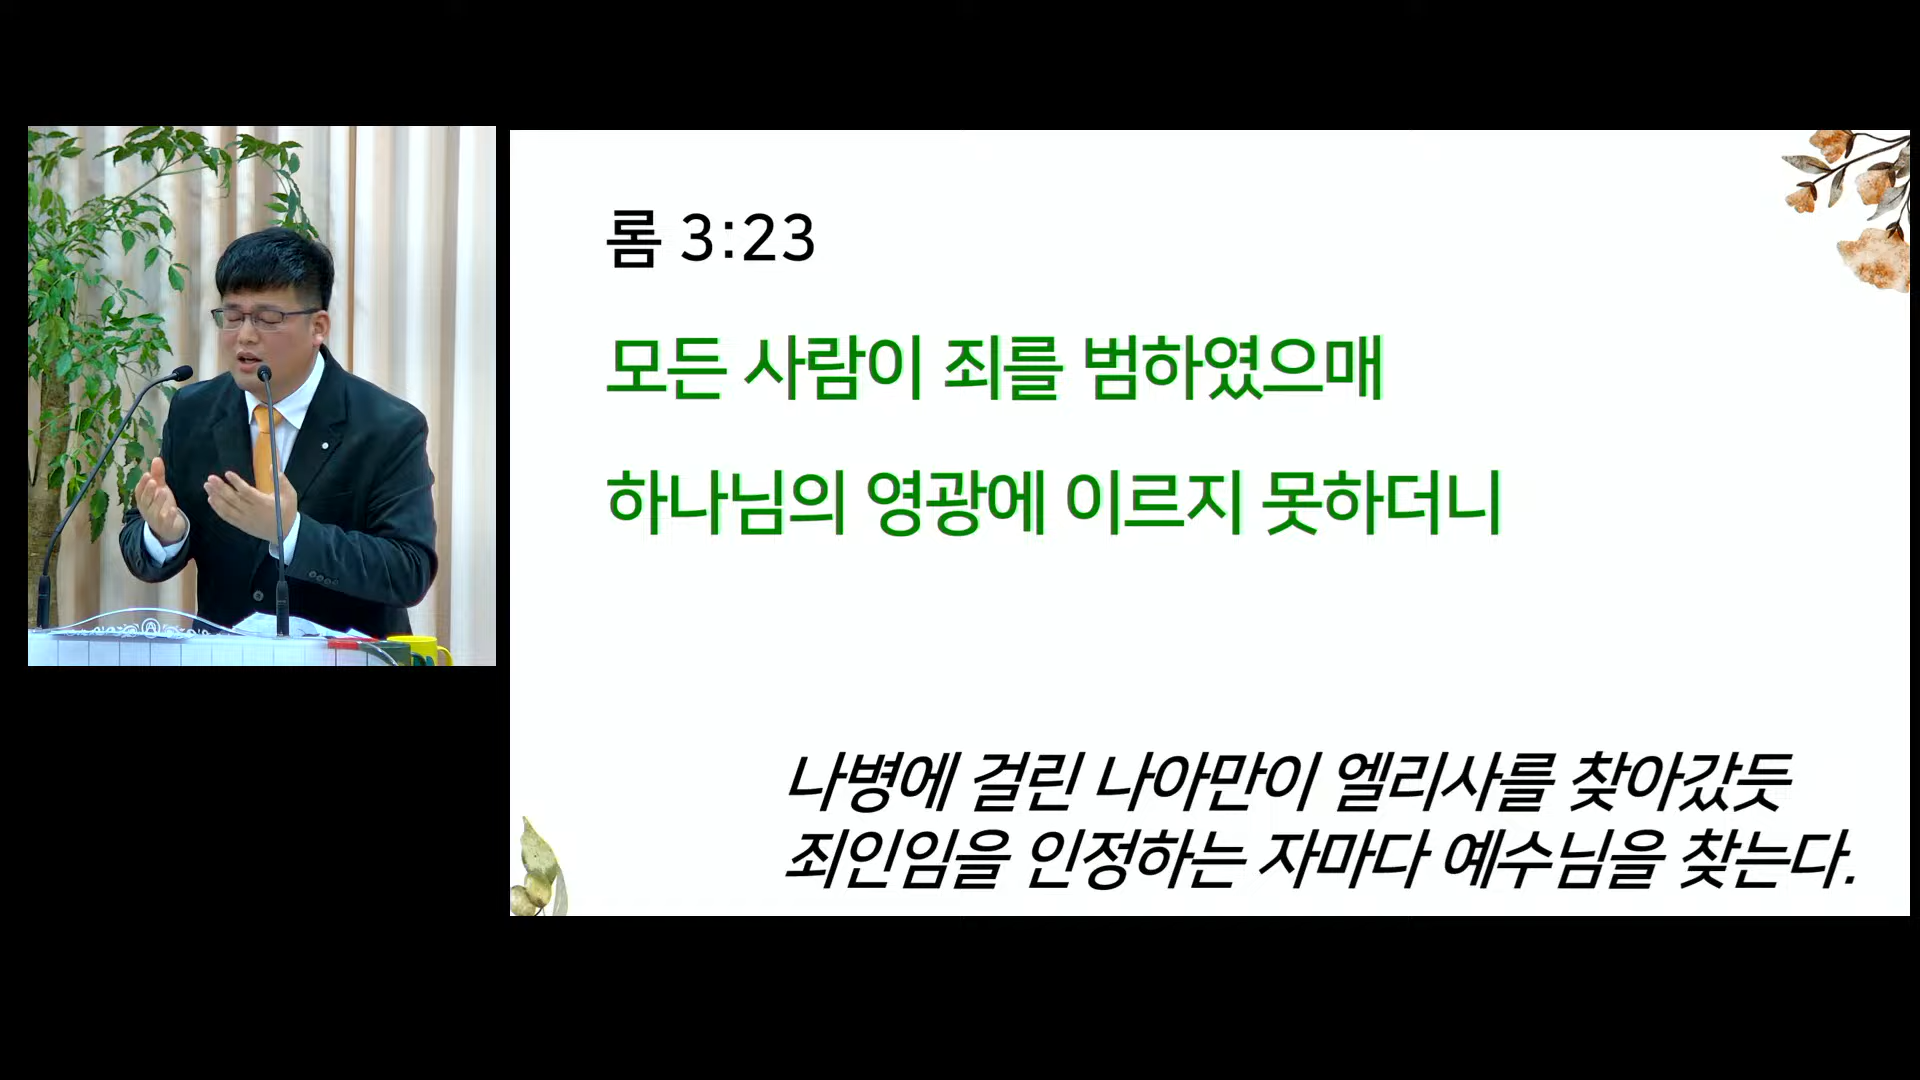 롬 3:23
모든 사람이 죄를 범하였으매
하나님의 영광에 이르지 못하더니
나병에 걸린 나아만이 엘리사를 찾아갔듯
죄인임을 인정하는 자마다 예수님을 찾는다.